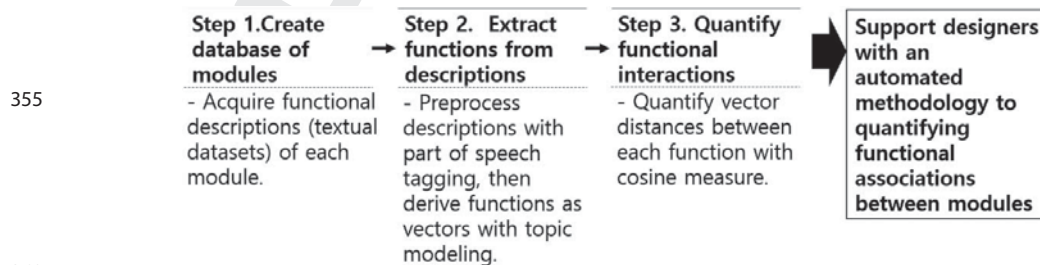 355
Step 1.Create
database of
modules
- Acquire functional
descriptions (textual
datasets) of each
module.
→
Step 2. Extract
functions from
descriptions
- Preprocess
descriptions with
part of speech
tagging, then
derive functions as
vectors with topic
modeling.
→
Step 3. Quantify
functional
interactions
- Quantify vector
distances between
each function with
cosine measure.
Support designers
with an
automated
methodology to
quantifying
functional
associations
between modules